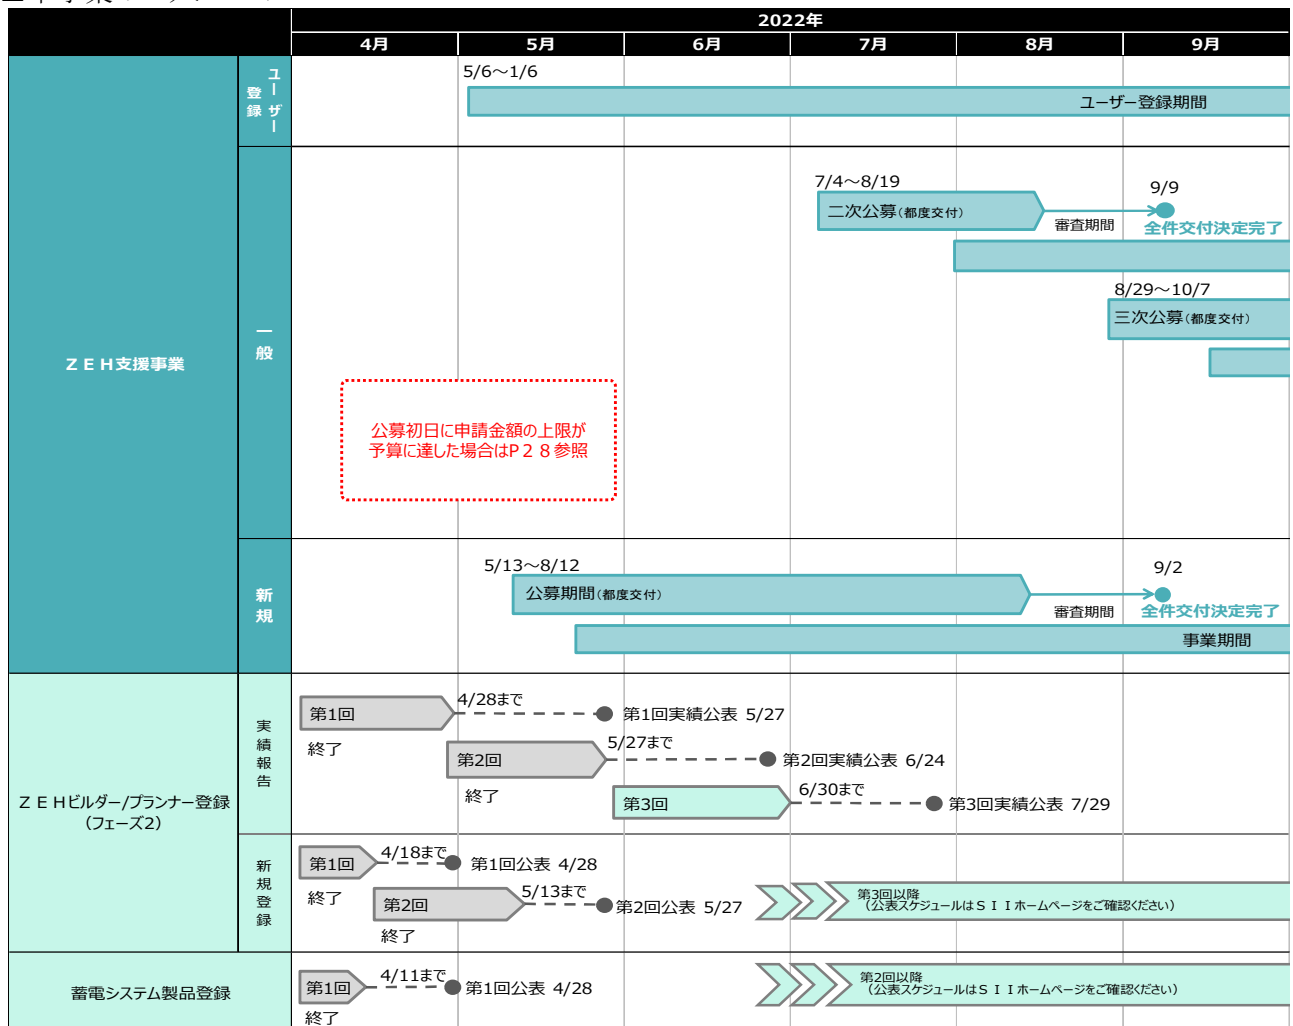 2022年
4月
5月
6月
7月
8月
9月
ZEH支援事業
ユーザー
登録
5/6～1/6
ユーザー登録期間
一般
7/4～8/19
二次公募(都度交付)
審査期間
9/9
全件交付決定完了
8/29～10/7
三次公募(都度交付)
公募初日に申請金額の上限が
予算に達した場合はP28参照
新規
5/13～8/12
公募期間(都度交付)
審査期間
9/2
全件交付決定完了
事業期間
ZEHビルダー/プランナー登録
(フェーズ2)
実績報告
第1回
4/28まで
第1回実績公表 5/27
終了
第2回
5/27まで
第2回実績公表 6/24
終了
第3回
6/30まで
第3回実績公表 7/29
新規登録
第1回
4/18まで
第1回公表 4/28
終了
第2回
5/13まで
第2回公表 5/27
終了
第3回以降
(公表スケジュールはSIIホームページをご確認ください)
蓄電システム製品登録
第1回
4/11まで
第1回公表 4/28
終了
第2回以降
(公表スケジュールはSIIホームページをご確認ください)